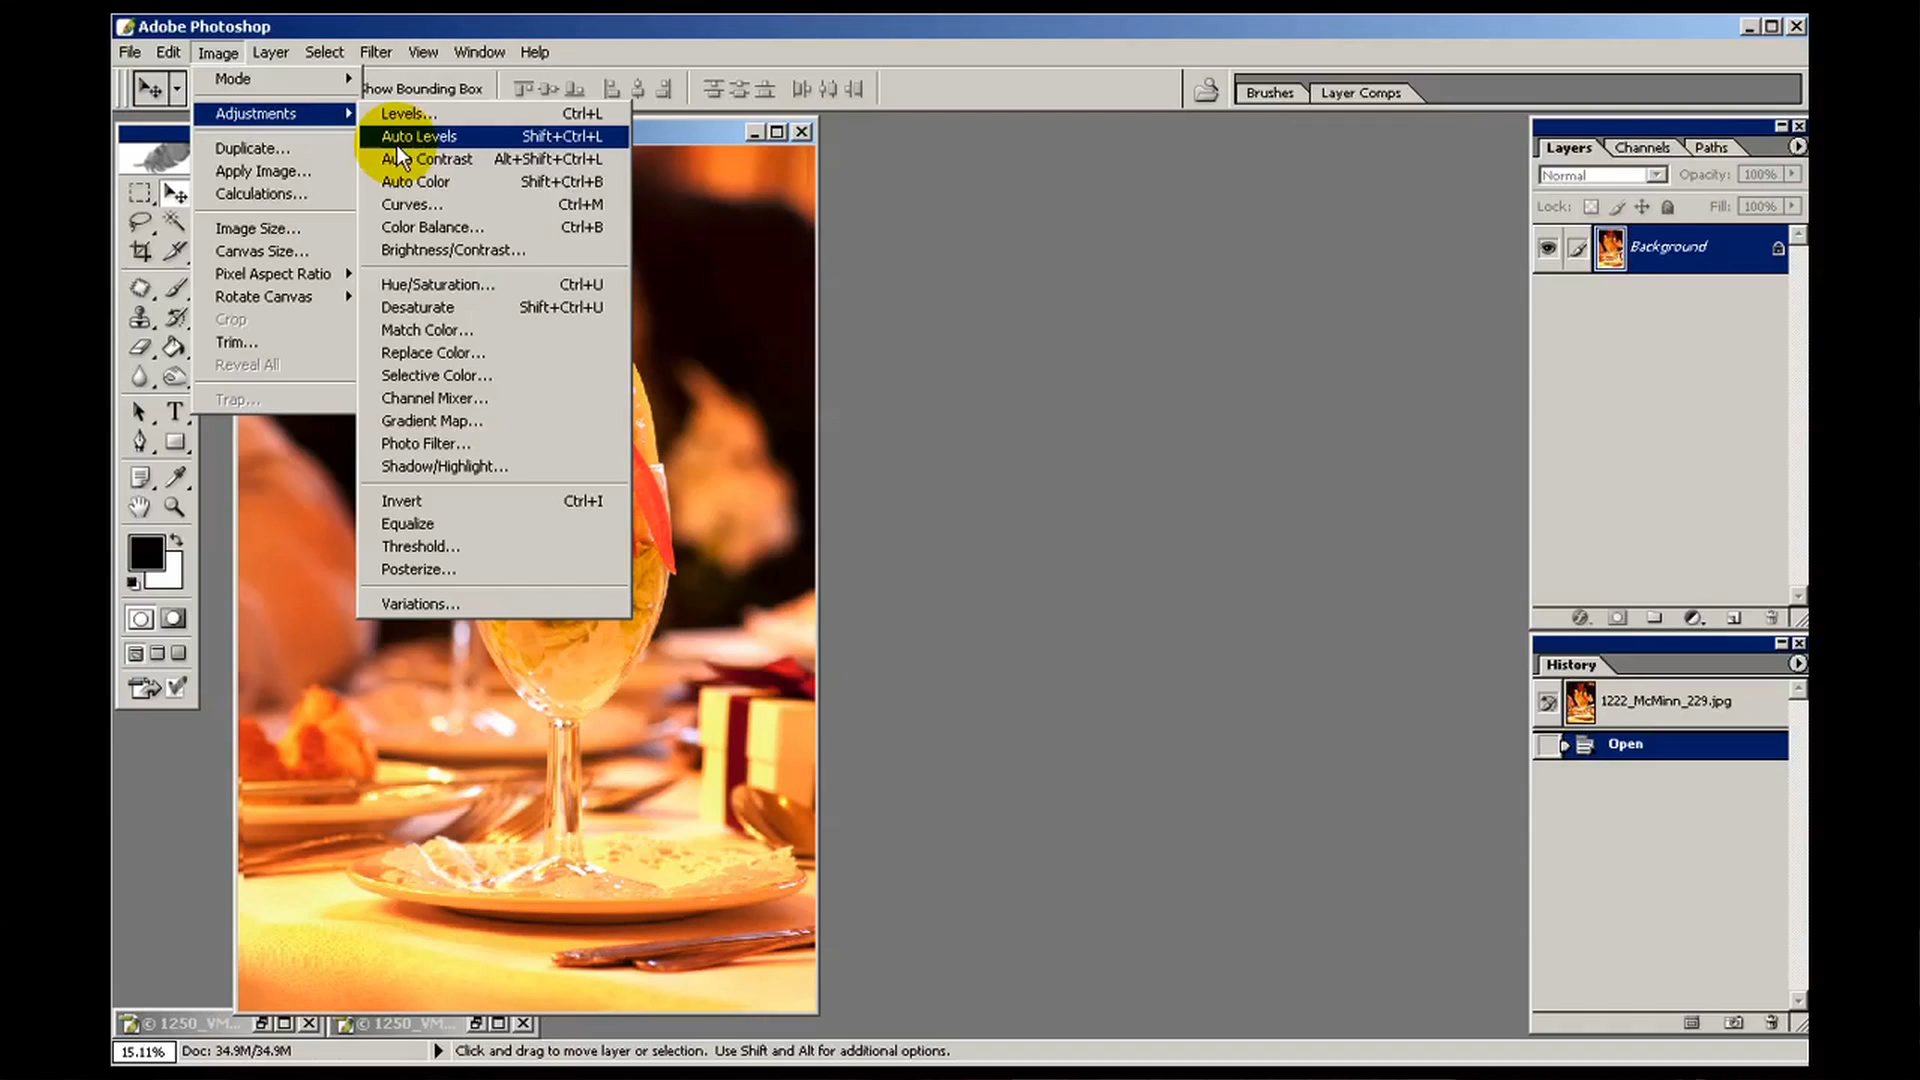 Adobe Photoshop
File Edit Image Layer Select Filter View Window Help
Show Bounding Box
Brushes Layer Comps
Mode
Adjustments
Duplicate...
Apply Image...
Calculations...
Image Size...
Canvas Size...
Pixel Aspect Ratio
Rotate Canvas
Crop
Trim...
Reveal All
Trap...
Levels... Ctrl+L
Auto Levels Shift+Ctrl+L
Auto Contrast Alt+Shift+Ctrl+L
Auto Color Shift+Ctrl+B
Curves... Ctrl+M
Color Balance... Ctrl+B
Brightness/Contrast...
Hue/Saturation... Ctrl+U
Desaturate Shift+Ctrl+U
Match Color...
Replace Color...
Selective Color...
Channel Mixer...
Gradient Map...
Photo Filter...
Shadow/Highlight...
Invert Ctrl+I
Equalize
Threshold...
Posterize...
Variations...
Layers Channels Paths
Normal Opacity: 100%
Lock: Fill: 100%
Background
History
1222_McMinn_229.jpg
Open
© 1250_VM... © 1250_VM...
15.11% Doc: 34.9M/34.9M Click and drag to move layer or selection. Use Shift and Alt for additional options.